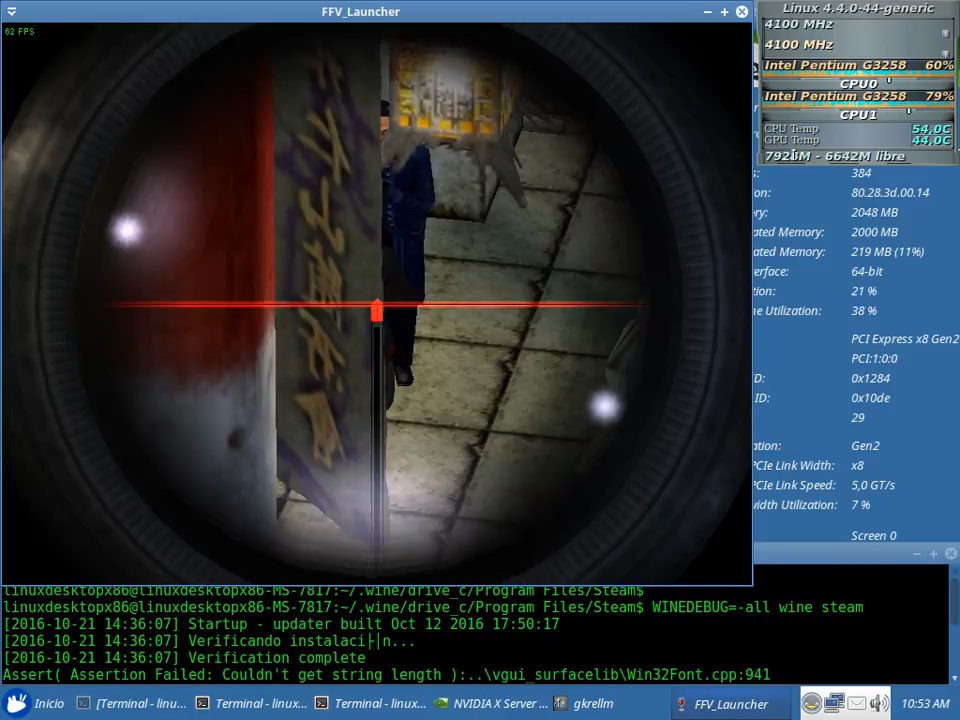 FFV_Launcher
62 FPS
Linux 4.4.0-44-generic
4100 MHz
4100 MHz
Intel Pentium G3258 60%
CPU0
Intel Pentium G3258 79%
CPU1
CPU Temp 54.0C
GPU Temp 44.0C
7923M - 6642M libre
s: 384
on: 80.28.3d.00.14
ry: 2048 MB
ated Memory: 2000 MB
ated Memory: 219 MB (11%)
erface: 64-bit
tion: 21 %
ne Utilization: 38 %
PCI Express x8 Gen2
PCI:1:0:0
D: 0x1284
ID: 0x10de
29
ation: Gen2
PCIe Link Width: x8
PCIe Link Speed: 5,0 GT/s
width Utilization: 7 %
Screen 0
linuxdesktopx86@linuxdesktopx86-MS-7817:~/.wine/drive_c/Program Files/Steam$
linuxdesktopx86@linuxdesktopx86-MS-7817:~/.wine/drive_c/Program Files/Steam$ WINEDEBUG=-all wine steam
[2016-10-21 14:36:07] Startup - updater built Oct 12 2016 17:50:17
[2016-10-21 14:36:07] Verificando instalaci├│n...
[2016-10-21 14:36:07] Verification complete
Assert( Assertion Failed: Couldn't get string length ):..\vgui_surfacelib\Win32Font.cpp:941
Inicio [Terminal - linu... Terminal - linu... Terminal - linu... NVIDIA X Server ... gkrellm FFV_Launcher 10:53 AM